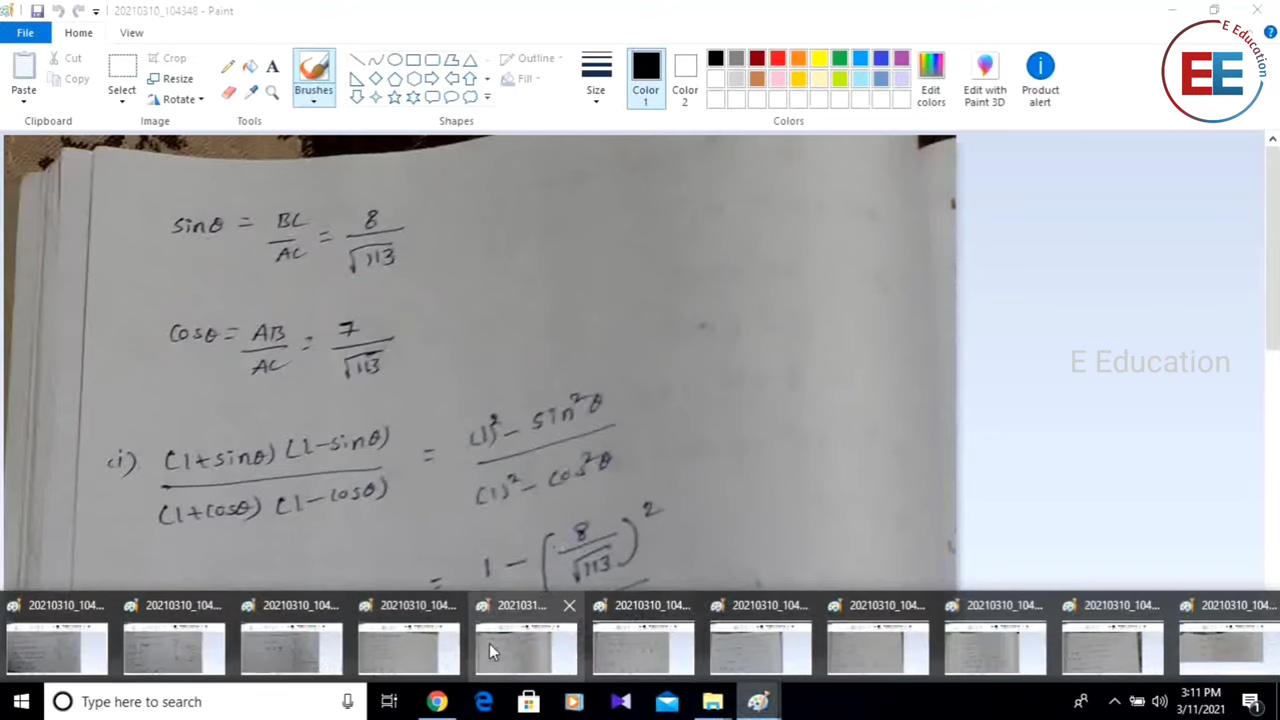 20210310_104348 - Paint
File Home View
Paste
Cut
Copy
Clipboard
Select
Crop
Resize
Rotate
Image
Tools
Brushes
Outline
Fill
Shapes
Size
Color 1
Color 2
Colors
Edit colors
Edit with Paint 3D
Product alert
EE
E Education
sinθ = BC/AC = 8/√113
cosθ = AB/AC = 7/√113
E Education
(i) (1+sinθ) (1-sinθ) / (1+cosθ) (1-cosθ) = (1)² - sin²θ / (1)² - cos²θ
= 1 - (8/√113)²
20210310_104... 20210310_104... 20210310_104... 20210310_104... 2021031... 20210310_104... 20210310_104... 20210310_104... 20210310_104... 20210310_104... 20210310_104...
Type here to search
3:11 PM
3/11/2021